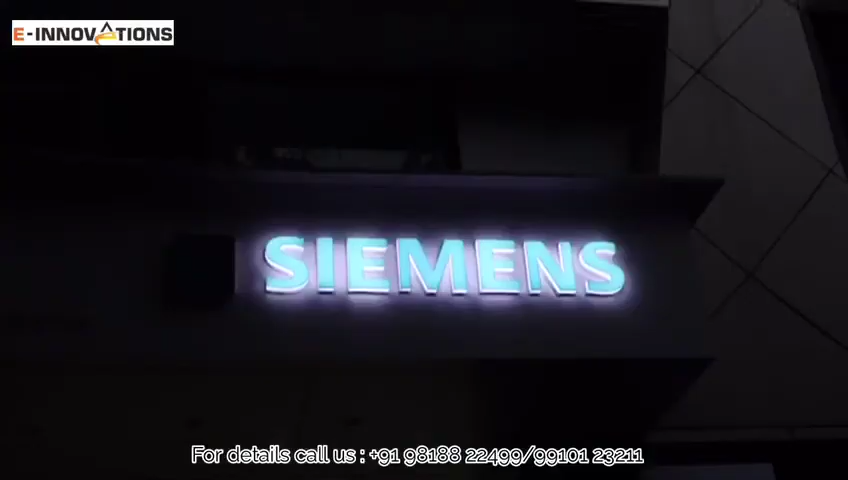 E-INNOVATIONS
SIEMENS
For details call us : +91 98188 22499/99101 23211